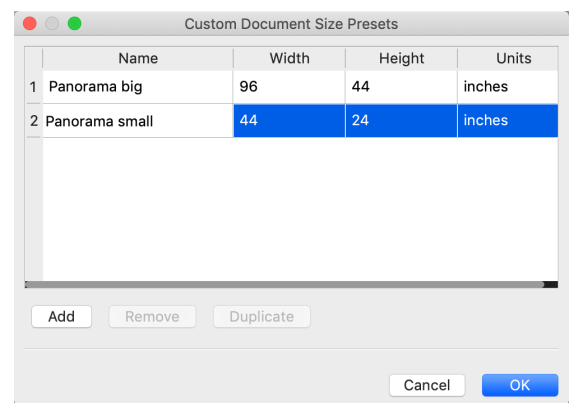 Custom Document Size Presets
Name Width Height Units
1 Panorama big 96 44 inches
2 Panorama small 44 24 inches
Add Remove Duplicate
Cancel OK